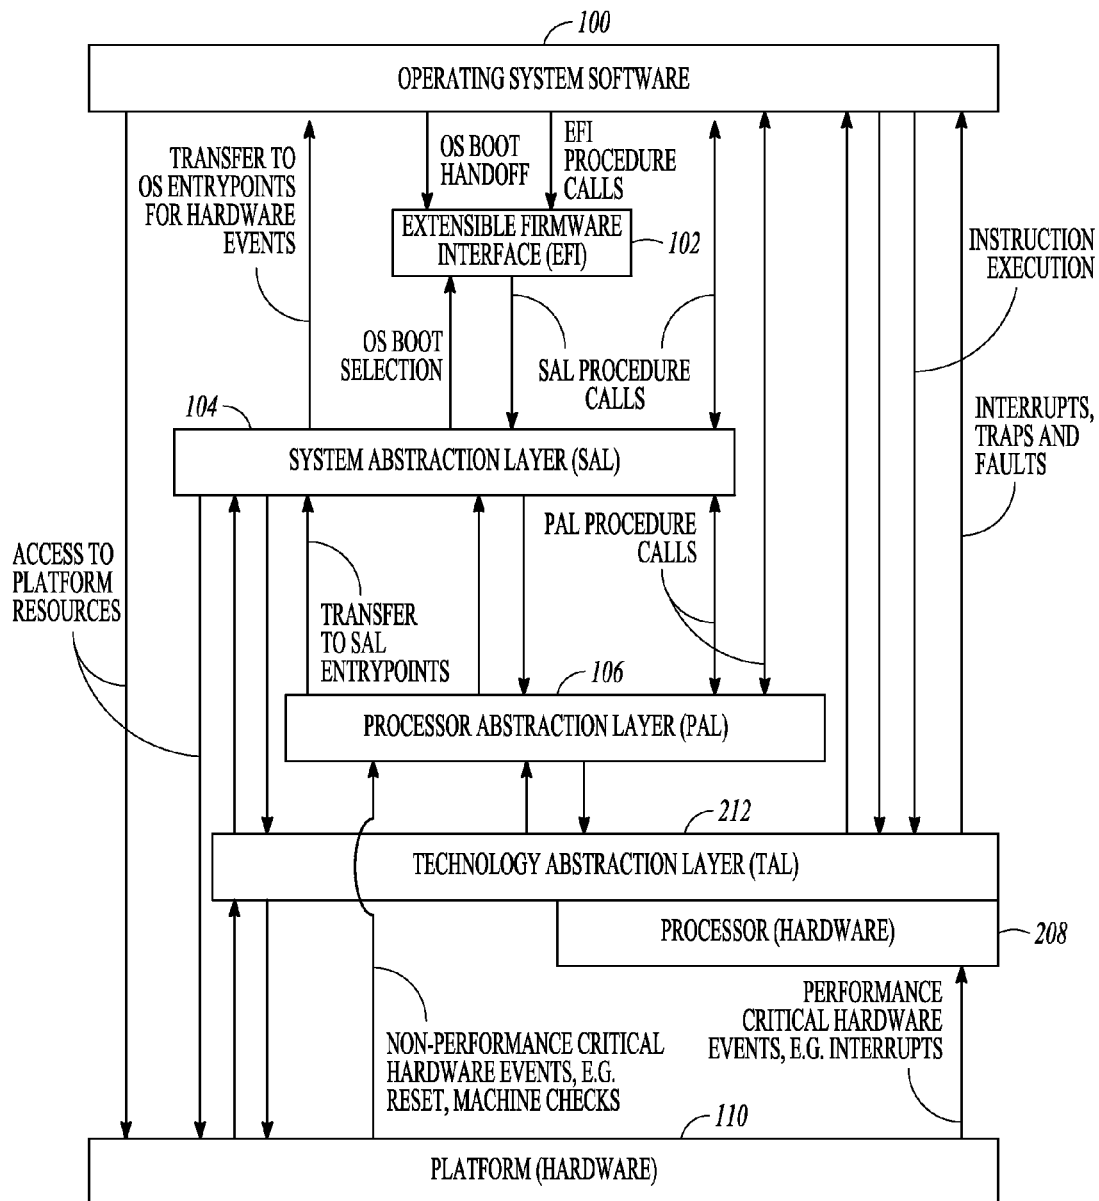 100
OPERATING SYSTEM SOFTWARE
TRANSFER TO
OS ENTRYPOINTS
FOR HARDWARE
EVENTS
OS BOOT
HANDOFF
EFI
PROCEDURE
CALLS
EXTENSIBLE FIRMWARE
INTERFACE (EFI)
102
INSTRUCTION
EXECUTION
OS BOOT
SELECTION
SAL PROCEDURE
CALLS
104
SYSTEM ABSTRACTION LAYER (SAL)
INTERRUPTS,
TRAPS AND
FAULTS
ACCESS TO
PLATFORM
RESOURCES
PAL PROCEDURE
CALLS
TRANSFER
TO SAL
ENTRYPOINTS
106
PROCESSOR ABSTRACTION LAYER (PAL)
212
TECHNOLOGY ABSTRACTION LAYER (TAL)
PROCESSOR (HARDWARE)
208
NON-PERFORMANCE CRITICAL
HARDWARE EVENTS, E.G.
RESET, MACHINE CHECKS
PERFORMANCE
CRITICAL HARDWARE
EVENTS, E.G. INTERRUPTS
110
PLATFORM (HARDWARE)